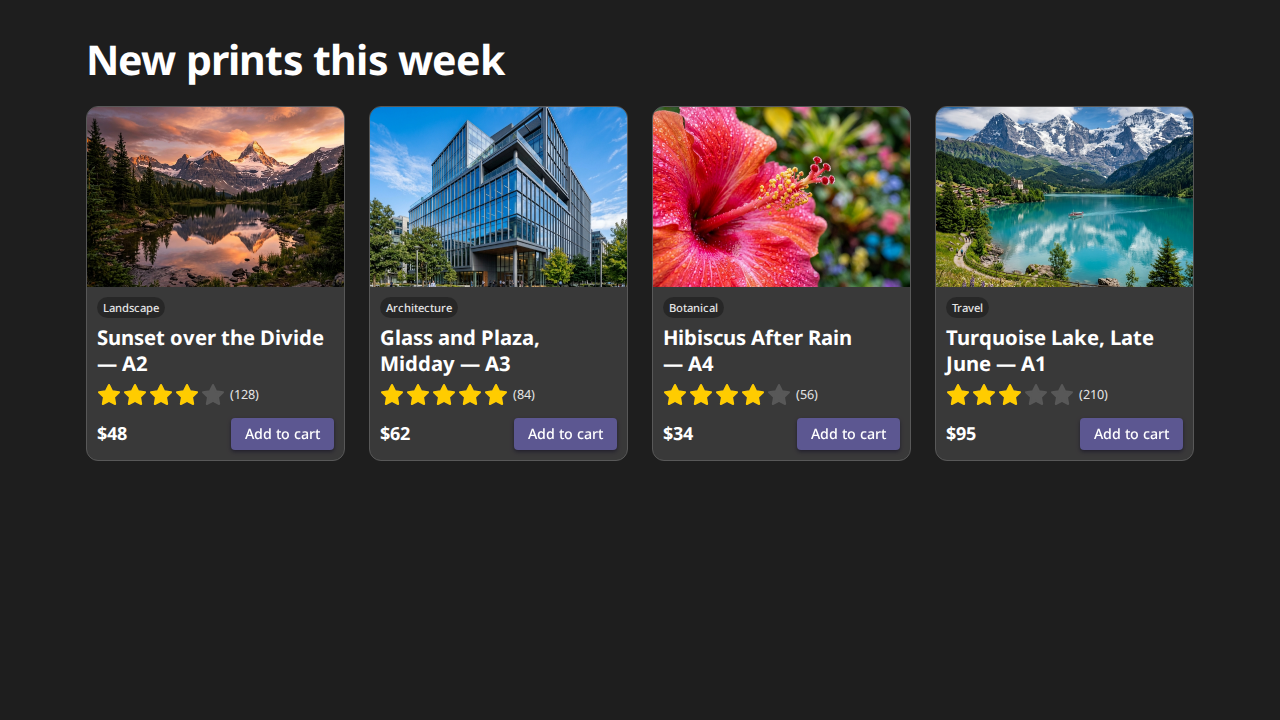 New prints this week
Landscape
Sunset over the Divide
— A2
(128)
$48
Add to cart
Architecture
Glass and Plaza,
Midday — A3
(84)
$62
Add to cart
Botanical
Hibiscus After Rain
— A4
(56)
$34
Add to cart
Travel
Turquoise Lake, Late
June — A1
(210)
$95
Add to cart